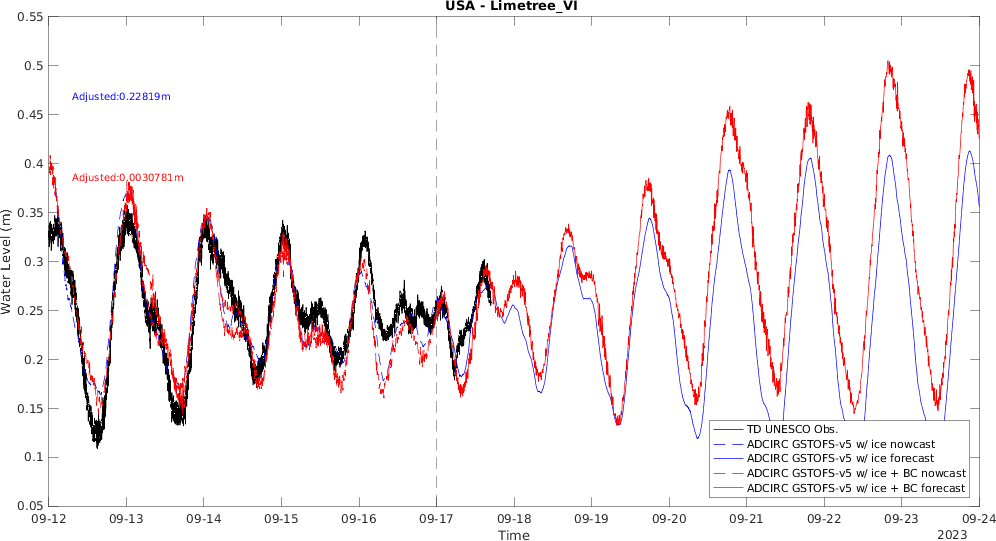 USA - Limetree_VI
0.55
0.5
0.45
0.4
0.35
0.3
0.25
0.2
0.15
0.1
0.05
Water Level (m)
Adjusted:0.22819m
Adjusted:0.0030781m
TD UNESCO Obs.
ADCIRC GSTOFS-v5 w/ ice nowcast
ADCIRC GSTOFS-v5 w/ ice forecast
ADCIRC GSTOFS-v5 w/ ice + BC nowcast
ADCIRC GSTOFS-v5 w/ ice + BC forecast
09-12 09-13 09-14 09-15 09-16 09-17 09-18 09-19 09-20 09-21 09-22 09-23 09-24
Time
2023